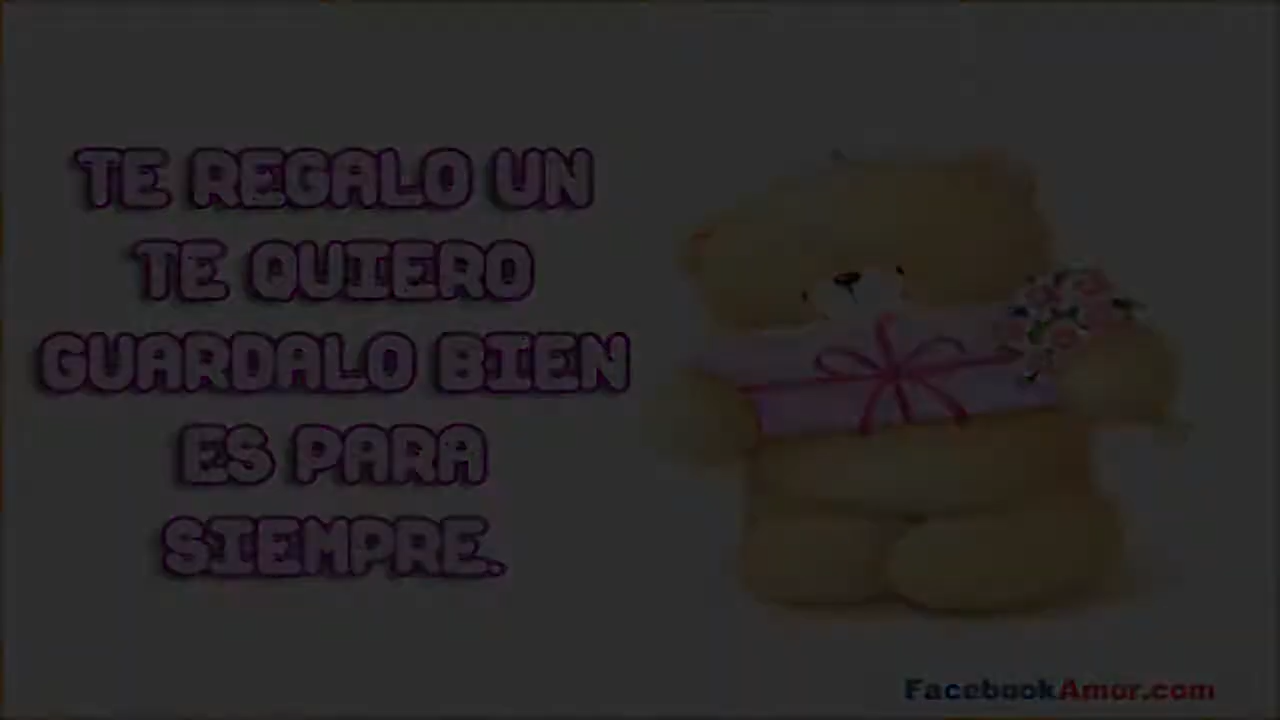 TE REGALO UN
TE QUIERO
GUARDALO BIEN
ES PARA
SIEMPRE.
FacebookAmor.com